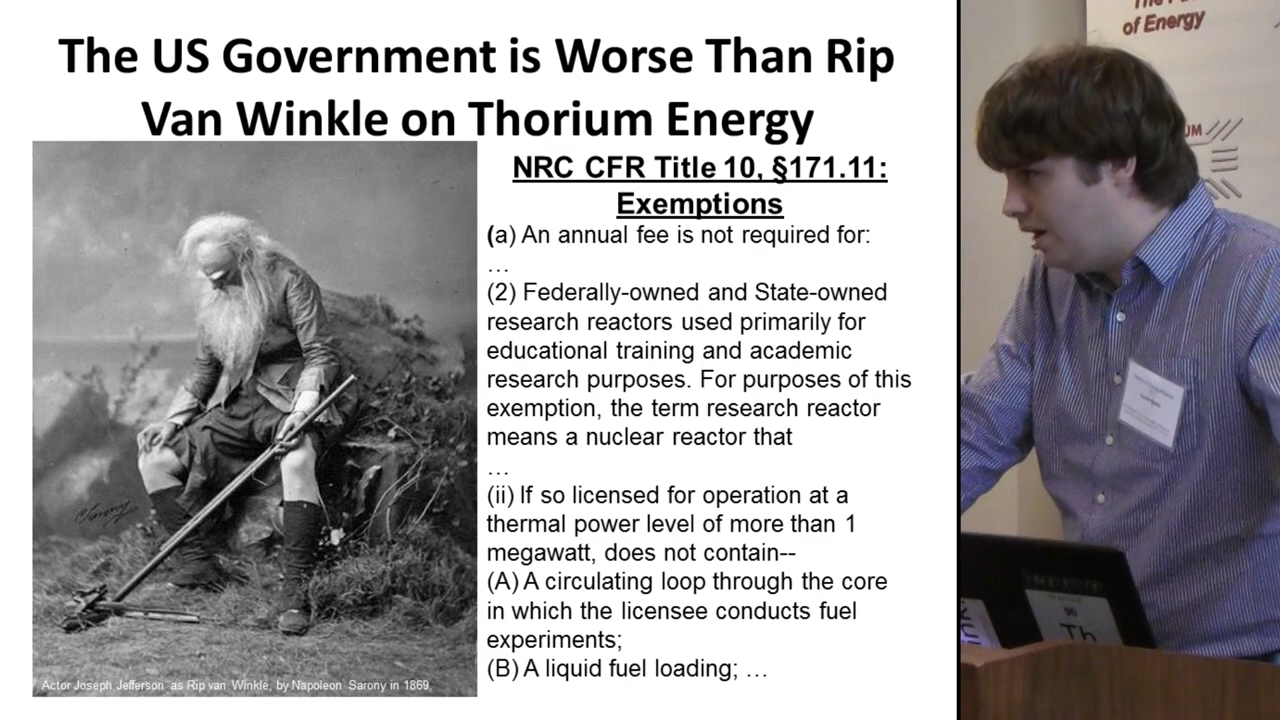 The US Government is Worse Than Rip
Van Winkle on Thorium Energy
NRC CFR Title 10, §171.11:
Exemptions
(a) An annual fee is not required for:
…
(2) Federally-owned and State-owned
research reactors used primarily for
educational training and academic
research purposes. For purposes of this
exemption, the term research reactor
means a nuclear reactor that
…
(ii) If so licensed for operation at a
thermal power level of more than 1
megawatt, does not contain--
(A) A circulating loop through the core
in which the licensee conducts fuel
experiments;
(B) A liquid fuel loading; …
Sarony
Actor Joseph Jefferson as Rip van Winkle, by Napoleon Sarony in 1869.
The
of Energy
UM
90
Th